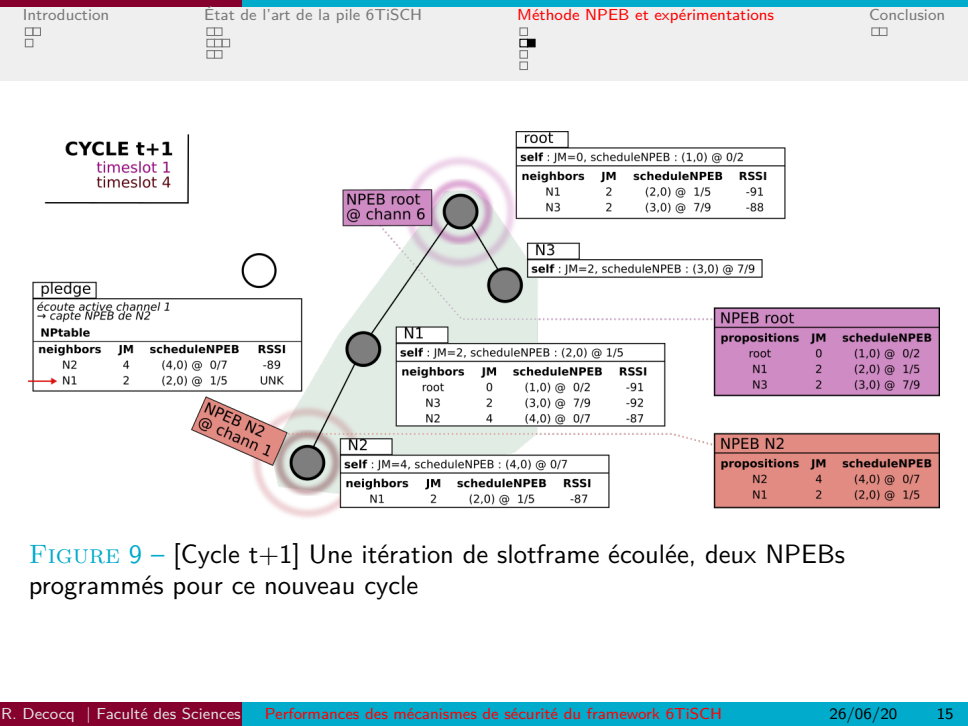 Introduction
État de l'art de la pile 6TiSCH
Méthode NPEB et expérimentations
Conclusion
CYCLE t+1
timeslot 1
timeslot 4
root
self : JM=0, scheduleNPEB : (1,0) @ 0/2
neighbors JM scheduleNPEB RSSI
N1 2 (2,0) @ 1/5 -91
N3 2 (3,0) @ 7/9 -88
NPEB root
@ chann 6
N3
self : JM=2, scheduleNPEB : (3,0) @ 7/9
pledge
écoute active channel 1
→ capte NPEB de N2
NPtable
neighbors JM scheduleNPEB RSSI
N2 4 (4,0) @ 0/7 -89
N1 2 (2,0) @ 1/5 UNK
N1
self : JM=2, scheduleNPEB : (2,0) @ 1/5
neighbors JM scheduleNPEB RSSI
root 0 (1,0) @ 0/2 -91
N3 2 (3,0) @ 7/9 -92
N2 4 (4,0) @ 0/7 -87
NPEB root
propositions JM scheduleNPEB
root 0 (1,0) @ 0/2
N1 2 (2,0) @ 1/5
N3 2 (3,0) @ 7/9
NPEB N2
@ chann 1
N2
self : JM=4, scheduleNPEB : (4,0) @ 0/7
neighbors JM scheduleNPEB RSSI
N1 2 (2,0) @ 1/5 -87
NPEB N2
propositions JM scheduleNPEB
N2 4 (4,0) @ 0/7
N1 2 (2,0) @ 1/5
FIGURE 9 – [Cycle t+1] Une itération de slotframe écoulée, deux NPEBs
programmés pour ce nouveau cycle
R. Decocq | Faculté des Sciences
Performances des mécanismes de sécurité du framework 6TiSCH
26/06/20
15